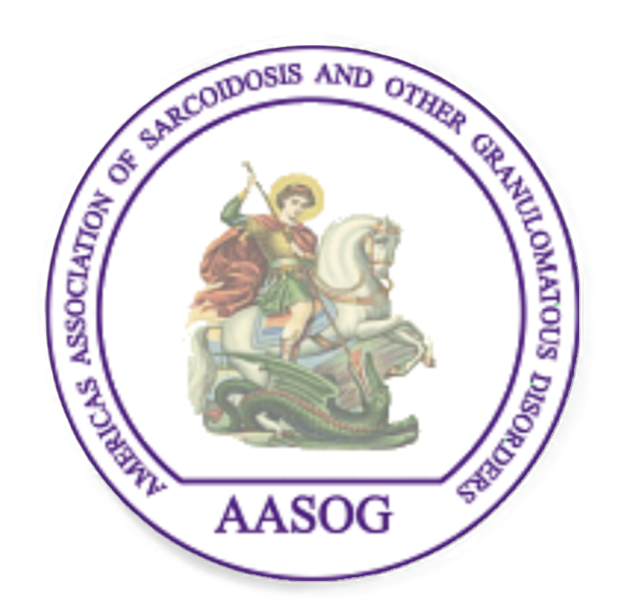 AMERICAS ASSOCIATION OF SARCOIDOSIS AND OTHER GRANULOMATOUS DISORDERS
AASOG